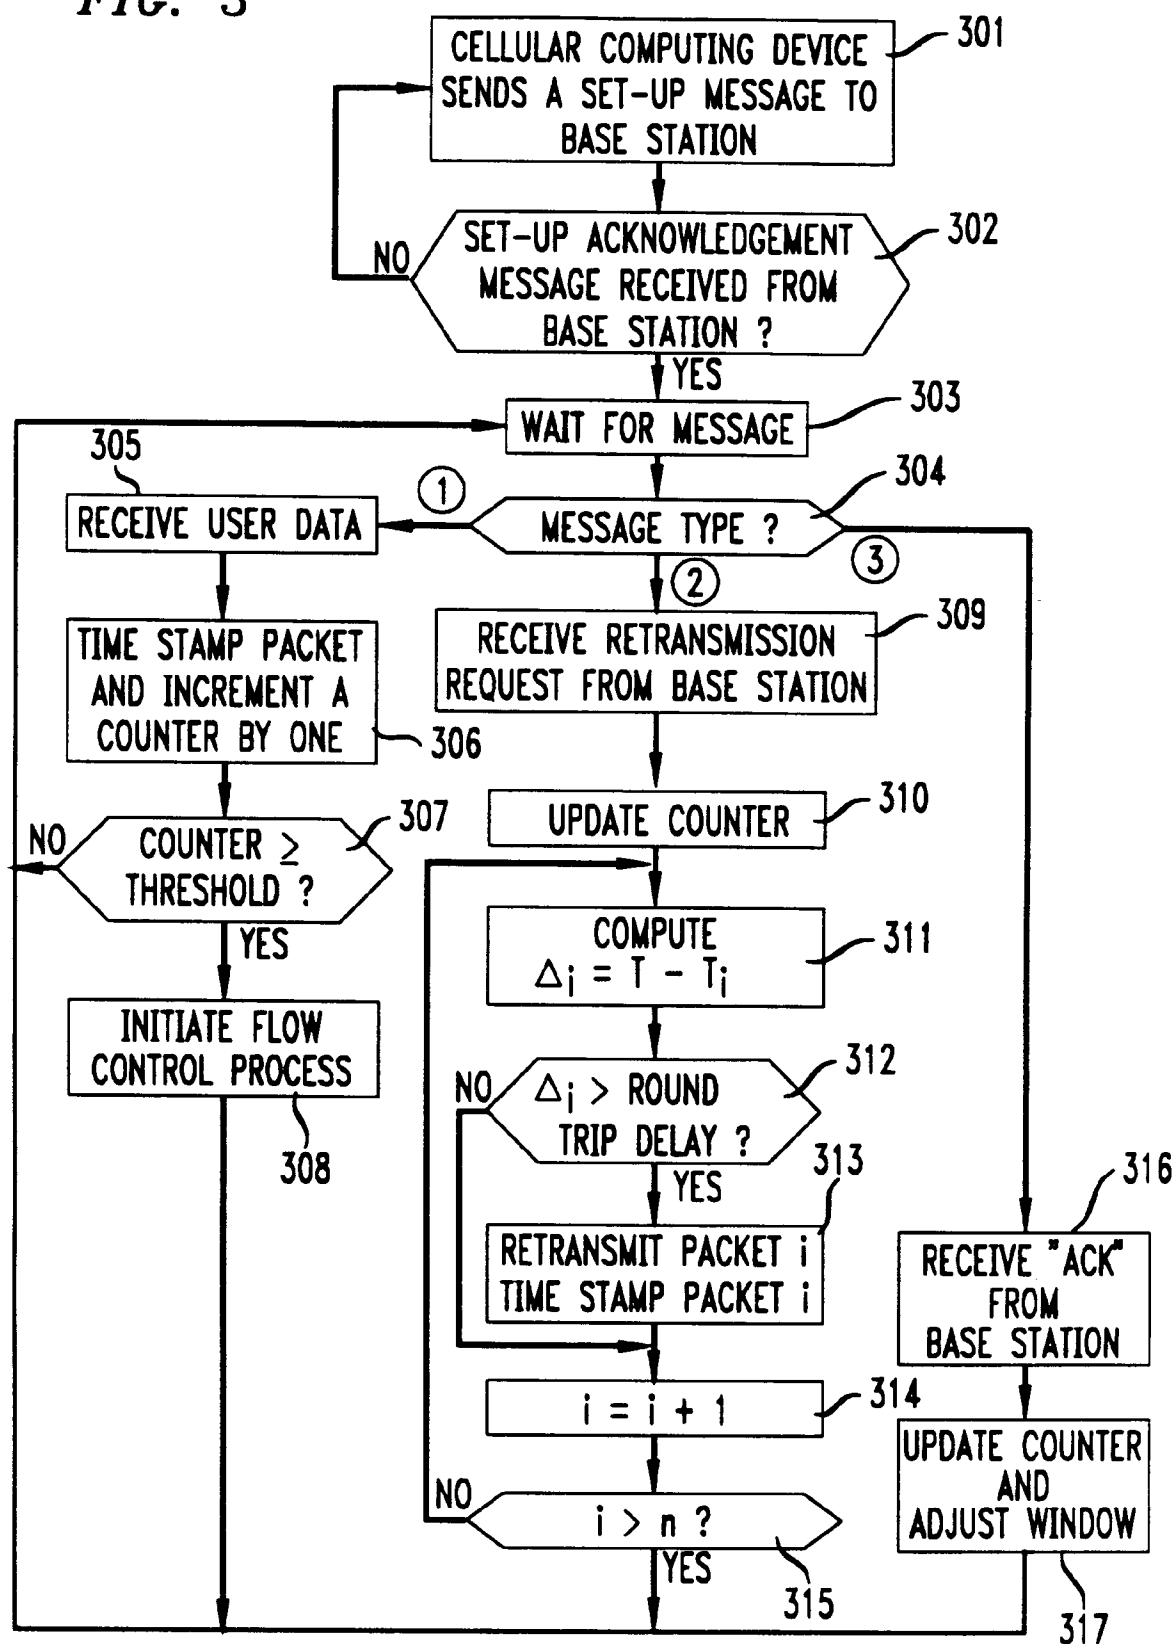 FIG. 3
CELLULAR COMPUTING DEVICE
SENDS A SET-UP MESSAGE TO
BASE STATION
301
SET-UP ACKNOWLEDGEMENT
MESSAGE RECEIVED FROM
BASE STATION ?
302
NO
YES
WAIT FOR MESSAGE
303
MESSAGE TYPE ?
304
1
2
3
305
RECEIVE USER DATA
TIME STAMP PACKET
AND INCREMENT A
COUNTER BY ONE
306
COUNTER ≥
THRESHOLD ?
307
NO
YES
INITIATE FLOW
CONTROL PROCESS
308
RECEIVE RETRANSMISSION
REQUEST FROM BASE STATION
309
UPDATE COUNTER
310
COMPUTE
Δi = T - Ti
311
Δi > ROUND
TRIP DELAY ?
312
NO
YES
313
RETRANSMIT PACKET i
TIME STAMP PACKET i
i = i + 1
314
i > n ?
315
NO
YES
316
RECEIVE "ACK"
FROM
BASE STATION
UPDATE COUNTER
AND
ADJUST WINDOW
317